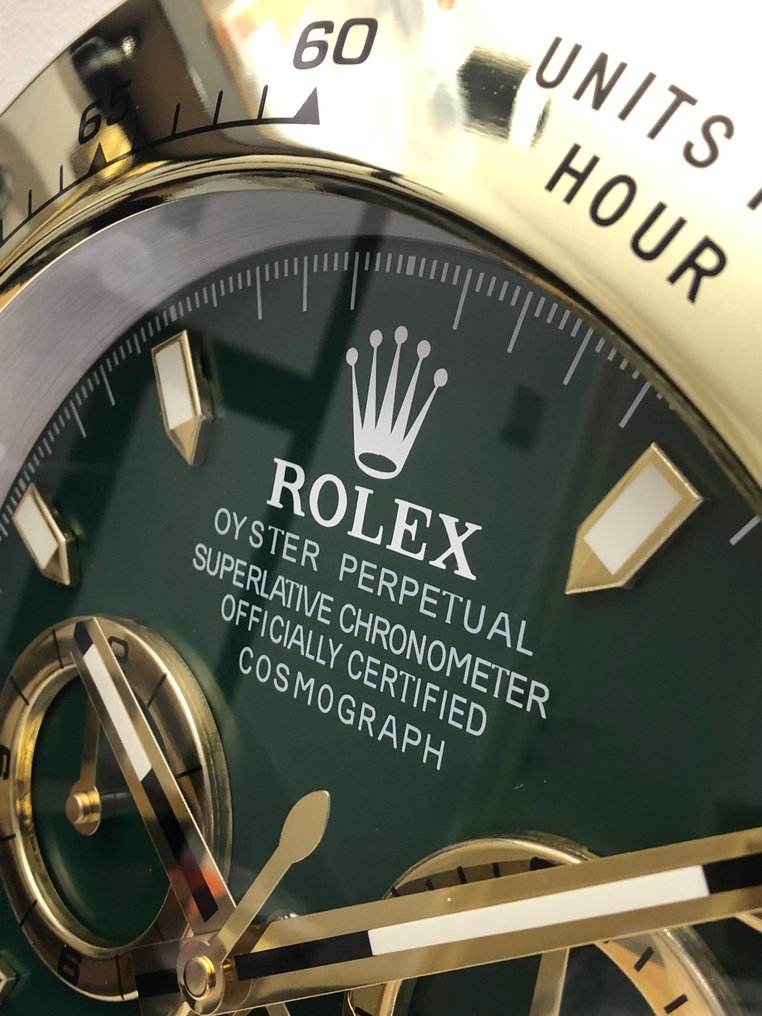 60
65
UNITS
HOUR
ROLEX
OYSTER PERPETUAL
SUPERLATIVE CHRONOMETER
OFFICIALLY CERTIFIED
COSMOGRAPH